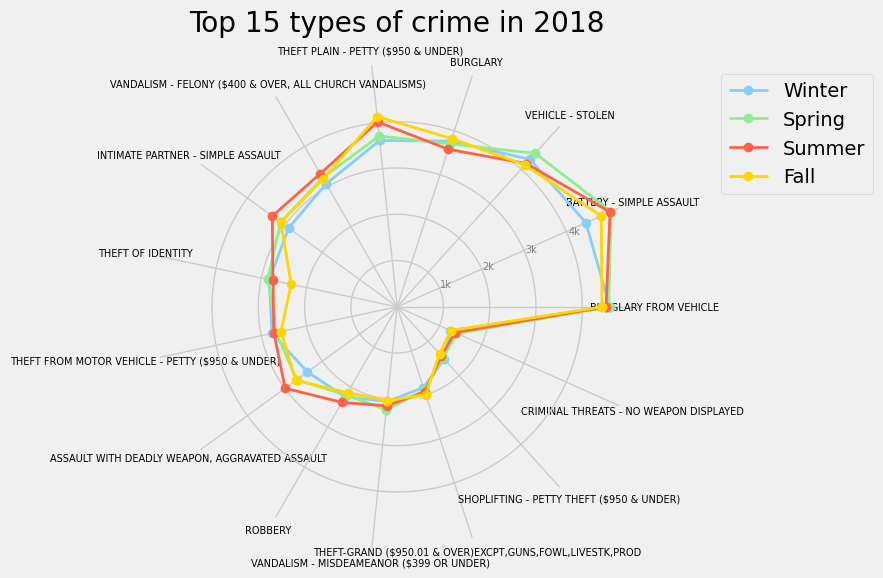 Top 15 types of crime in 2018
THEFT PLAIN - PETTY ($950 & UNDER)
BURGLARY
VANDALISM - FELONY ($400 & OVER, ALL CHURCH VANDALISMS)
VEHICLE - STOLEN
Winter
Spring
Summer
Fall
INTIMATE PARTNER - SIMPLE ASSAULT
BATTERY - SIMPLE ASSAULT
4k
3k
2k
1k
THEFT OF IDENTITY
BURGLARY FROM VEHICLE
THEFT FROM MOTOR VEHICLE - PETTY ($950 & UNDER)
CRIMINAL THREATS - NO WEAPON DISPLAYED
ASSAULT WITH DEADLY WEAPON, AGGRAVATED ASSAULT
SHOPLIFTING - PETTY THEFT ($950 & UNDER)
ROBBERY
THEFT-GRAND ($950.01 & OVER)EXCPT,GUNS,FOWL,LIVESTK,PROD
VANDALISM - MISDEAMEANOR ($399 OR UNDER)